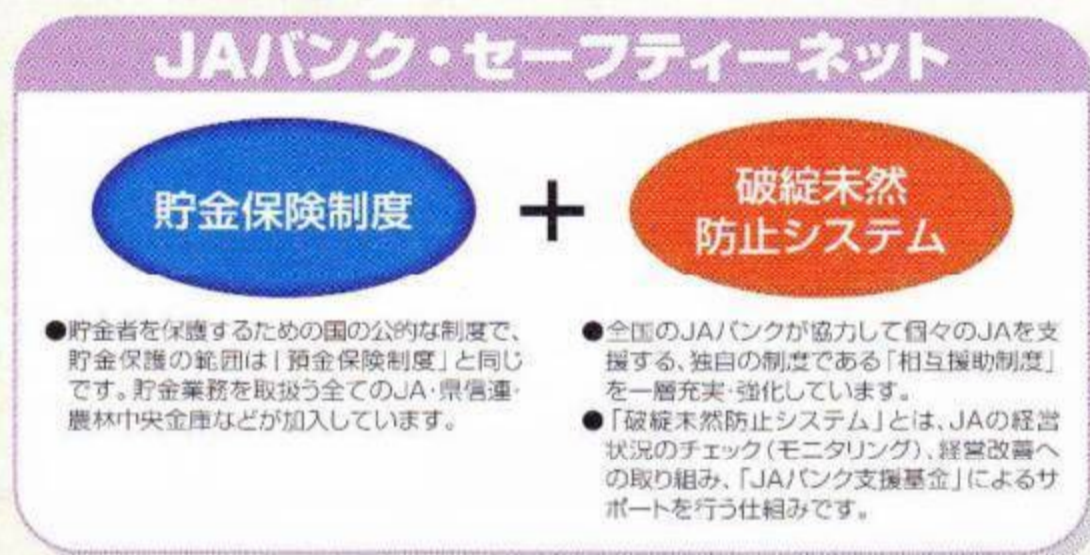 JAバンク・セーフティーネット
貯金保険制度
+
破綻未然
防止システム
●貯金者を保護するための国の公的な制度で、
貯金保護の範囲は「預金保険制度」と同じ
です。貯金業務を取扱う全てのJA・県信連・
農林中央金庫などが加入しています。
●全国のJAバンクが協力して個々のJAを支
援する、独自の制度である「相互援助制度」
を一層充実・強化しています。
●「破綻未然防止システム」とは、JAの経営
状況のチェック(モニタリング)、経営改善へ
の取り組み、「JAバンク支援基金」によるサ
ポートを行う仕組みです。